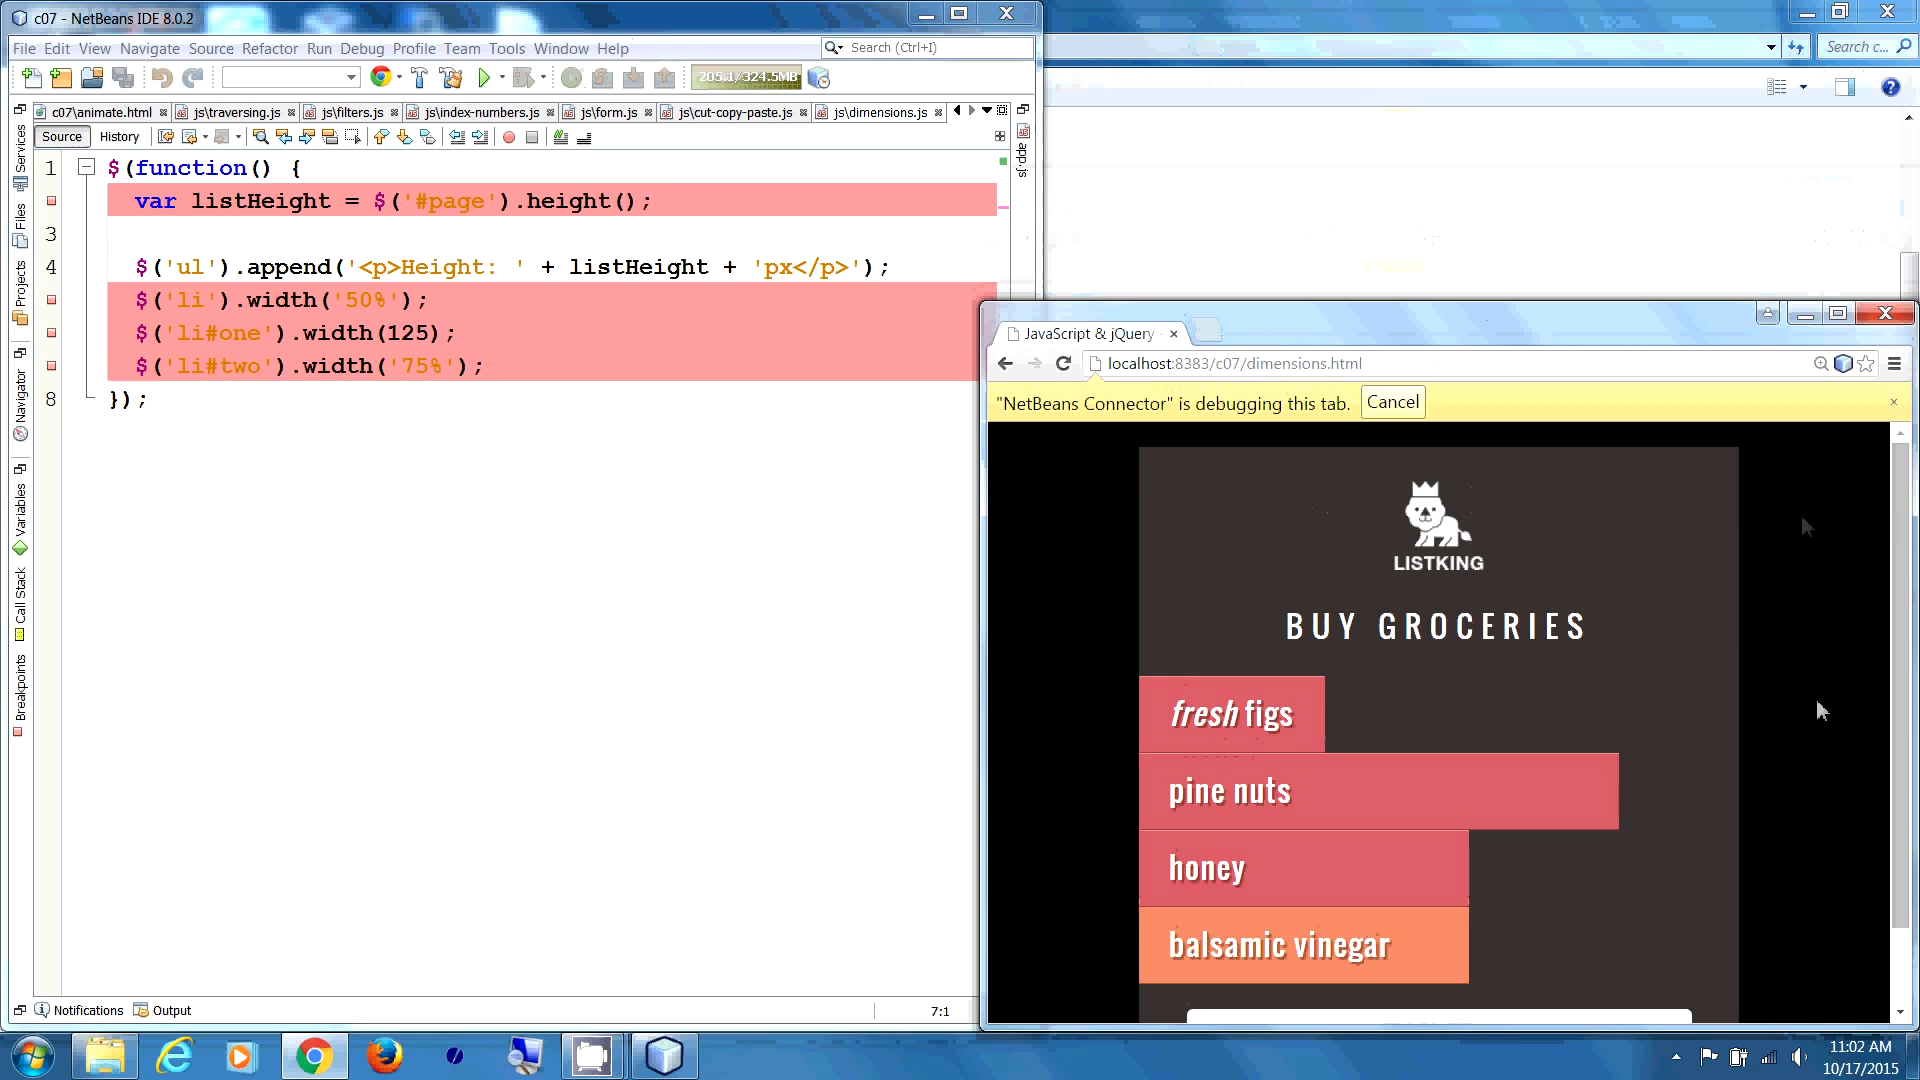 c07 - NetBeans IDE 8.0.2
File Edit View Navigate Source Refactor Run Debug Profile Team Tools Window Help
Search (Ctrl+I)
Search c...
205.1/324.5MB
c07\animate.html
js\traversing.js
js\filters.js
js\index-numbers.js
js\form.js
js\cut-copy-paste.js
js\dimensions.js
Source History
Services
Files
Projects
Navigator
Variables
Call Stack
Breakpoints
app.js
1 $(function() {
var listHeight = $('#page').height();
3
4 $('ul').append('<p>Height: ' + listHeight + 'px</p>');
$('li').width('50%');
$('li#one').width(125);
$('li#two').width('75%');
8 });
Notifications Output
7:1
JavaScript & jQuery
localhost:8383/c07/dimensions.html
"NetBeans Connector" is debugging this tab. Cancel
LISTKING
BUY GROCERIES
fresh figs
pine nuts
honey
balsamic vinegar
11:02 AM
10/17/2015